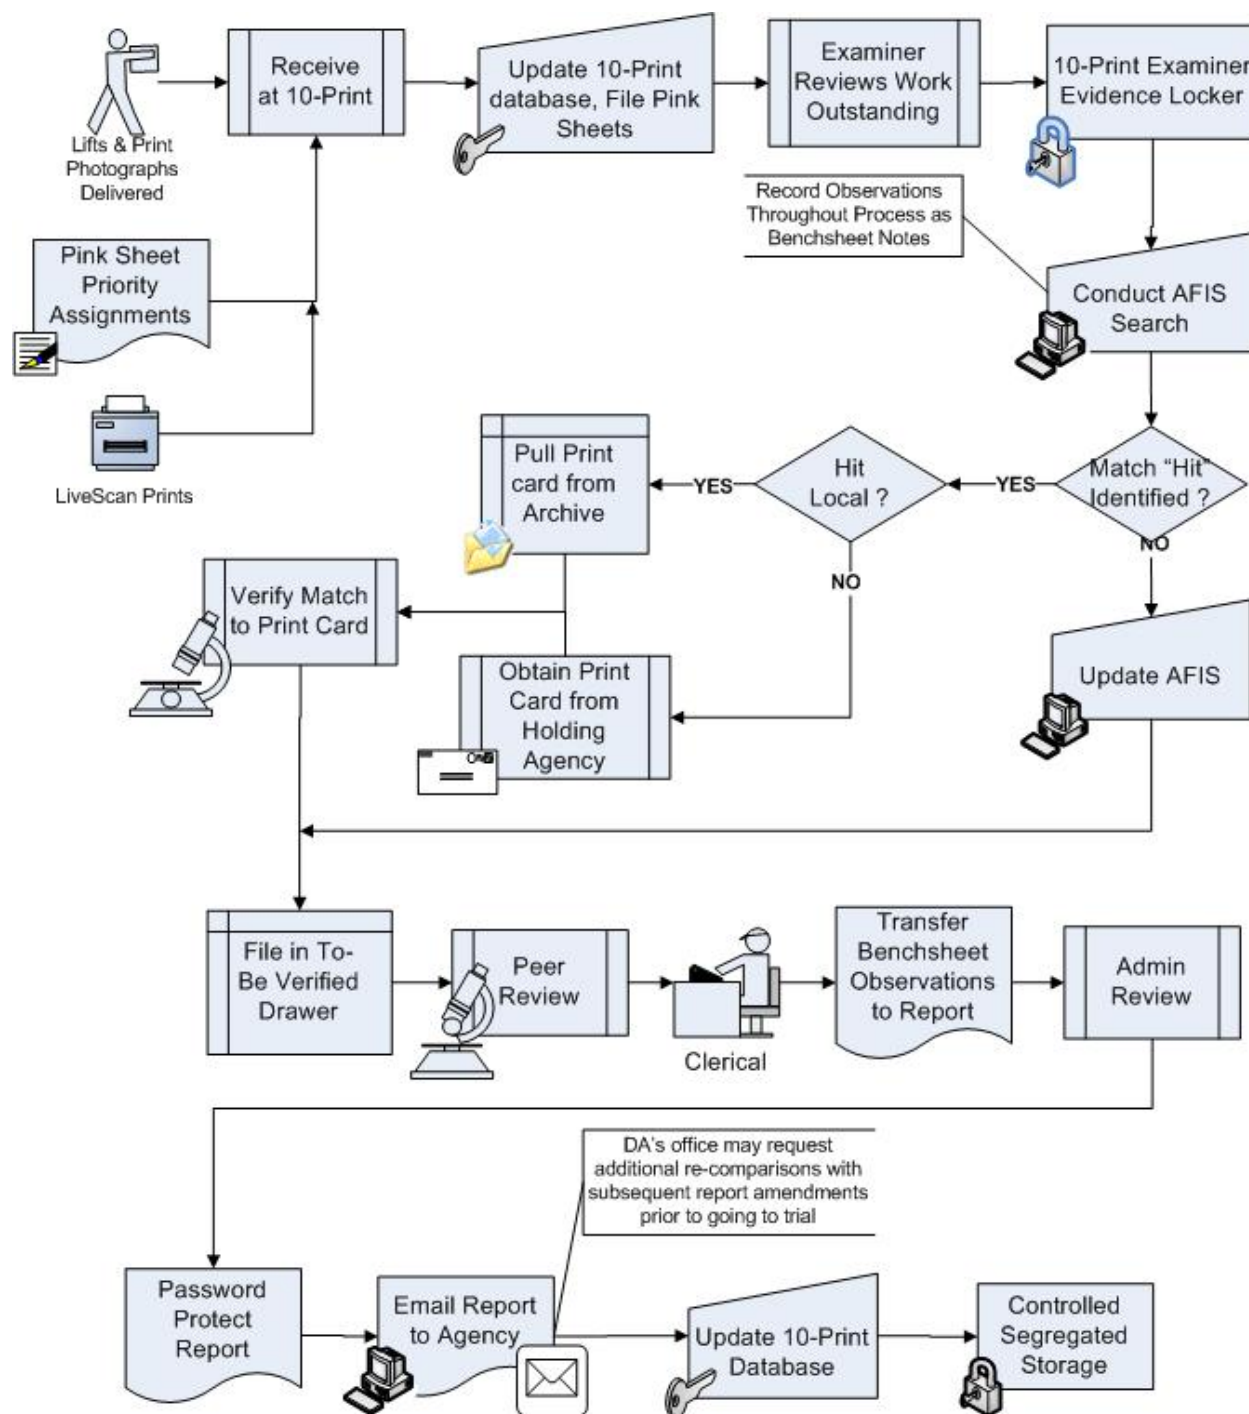 Receive
at 10-Print
Update 10-Print
database, File Pink
Sheets
Examiner
Reviews Work
Outstanding
10-Print Examiner
Evidence Locker
Lifts & Print
Photographs
Delivered
Record Observations
Throughout Process as
Benchsheet Notes
Pink Sheet
Priority
Assignments
Conduct AFIS
Search
LiveScan Prints
Pull Print
card from
Archive
YES
Hit
Local ?
YES
Match “Hit”
Identified ?
NO
NO
Verify Match
to Print Card
Obtain Print
Card from
Holding
Agency
Update AFIS
File in To-
Be Verified
Drawer
Peer
Review
Clerical
Transfer
Benchsheet
Observations
to Report
Admin
Review
DA's office may request
additional re-comparisons with
subsequent report amendments
prior to going to trial
Password
Protect
Report
Email Report
to Agency
Update 10-Print
Database
Controlled
Segregated
Storage